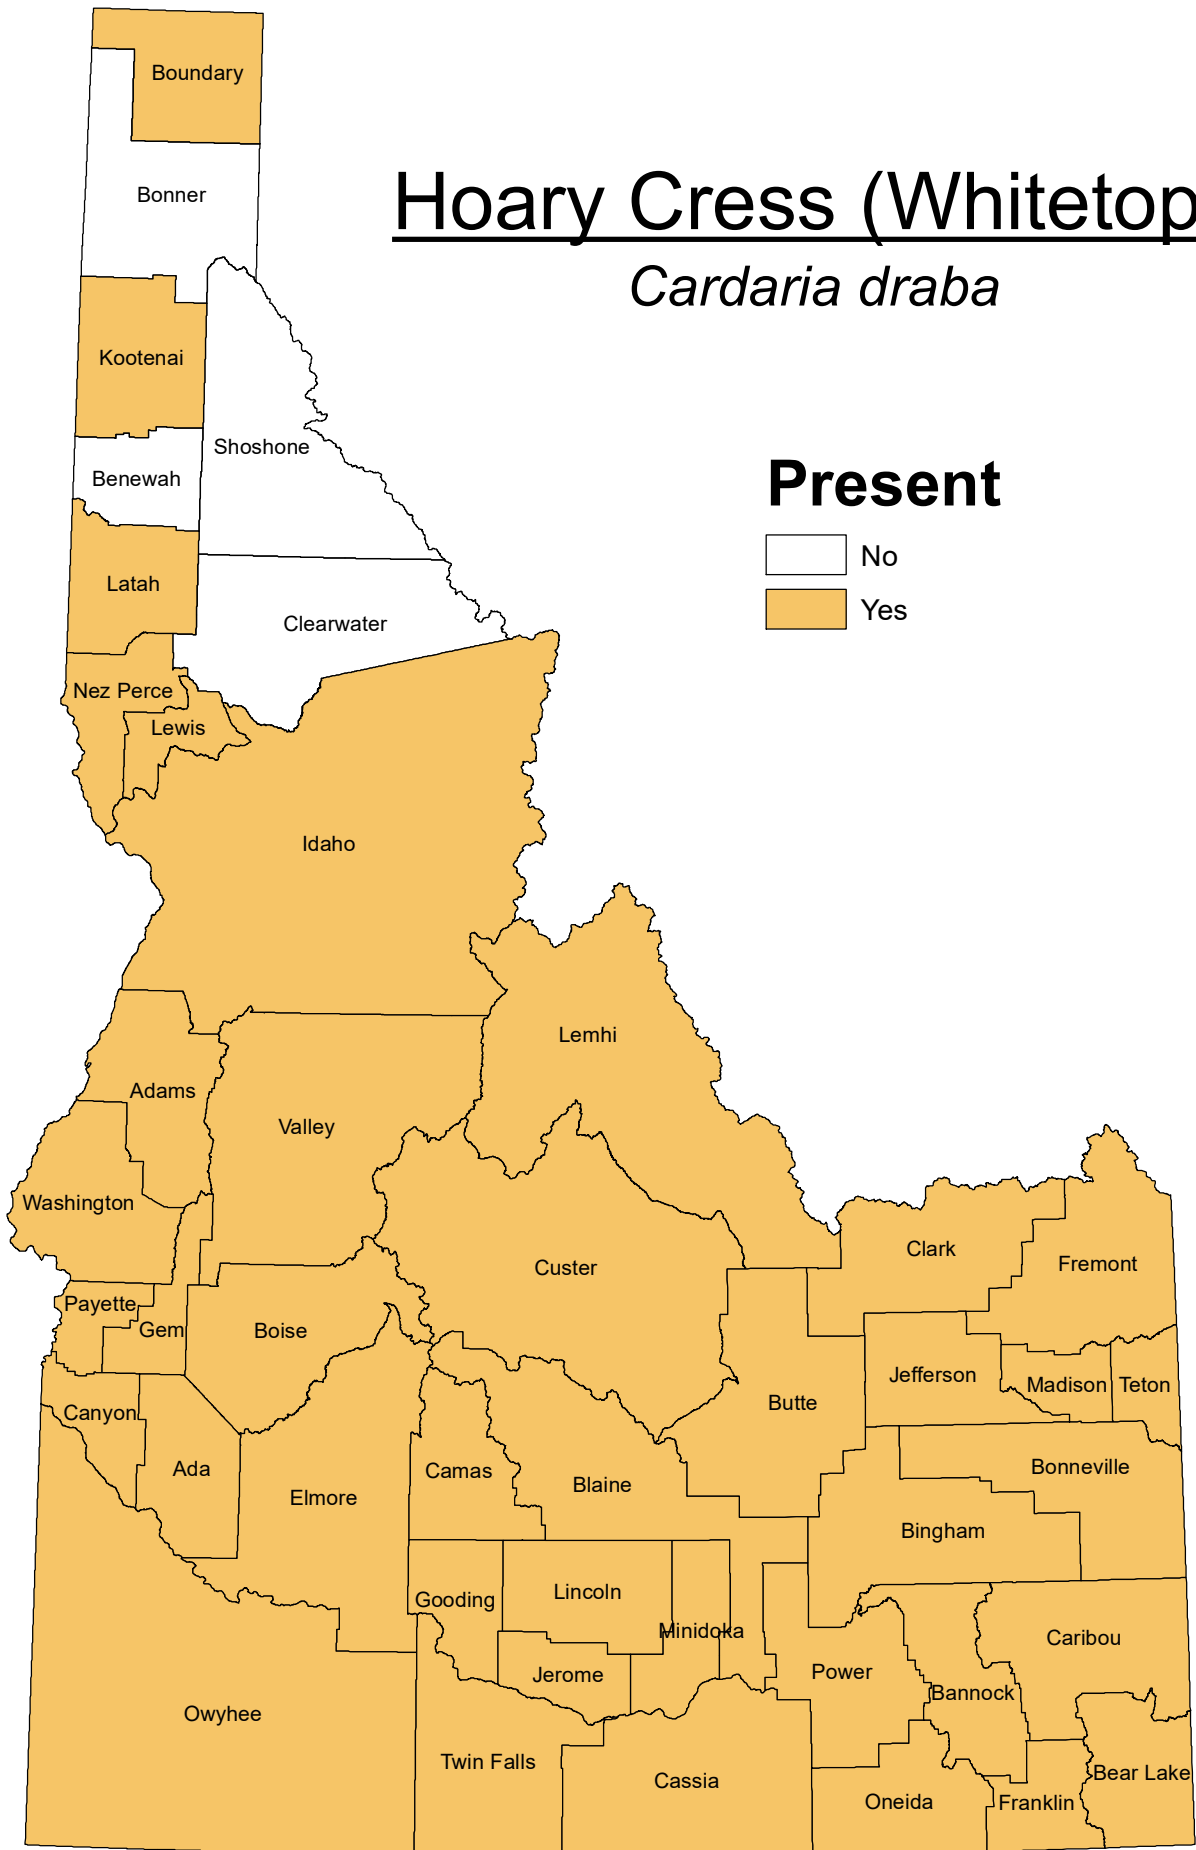 Boundary
Bonner
Hoary Cress (Whitetop
Cardaria draba
Kootenai
Shoshone
Benewah
Present
No
Yes
Latah
Clearwater
Nez Perce
Lewis
Idaho
Lemhi
Adams
Valley
Washington
Clark
Fremont
Custer
Payette
Gem
Boise
Jefferson
Madison
Teton
Butte
Canyon
Ada
Camas
Blaine
Bonneville
Elmore
Bingham
Gooding
Lincoln
Minidoka
Caribou
Jerome
Power
Bannock
Owyhee
Twin Falls
Cassia
Bear Lake
Oneida
Franklin